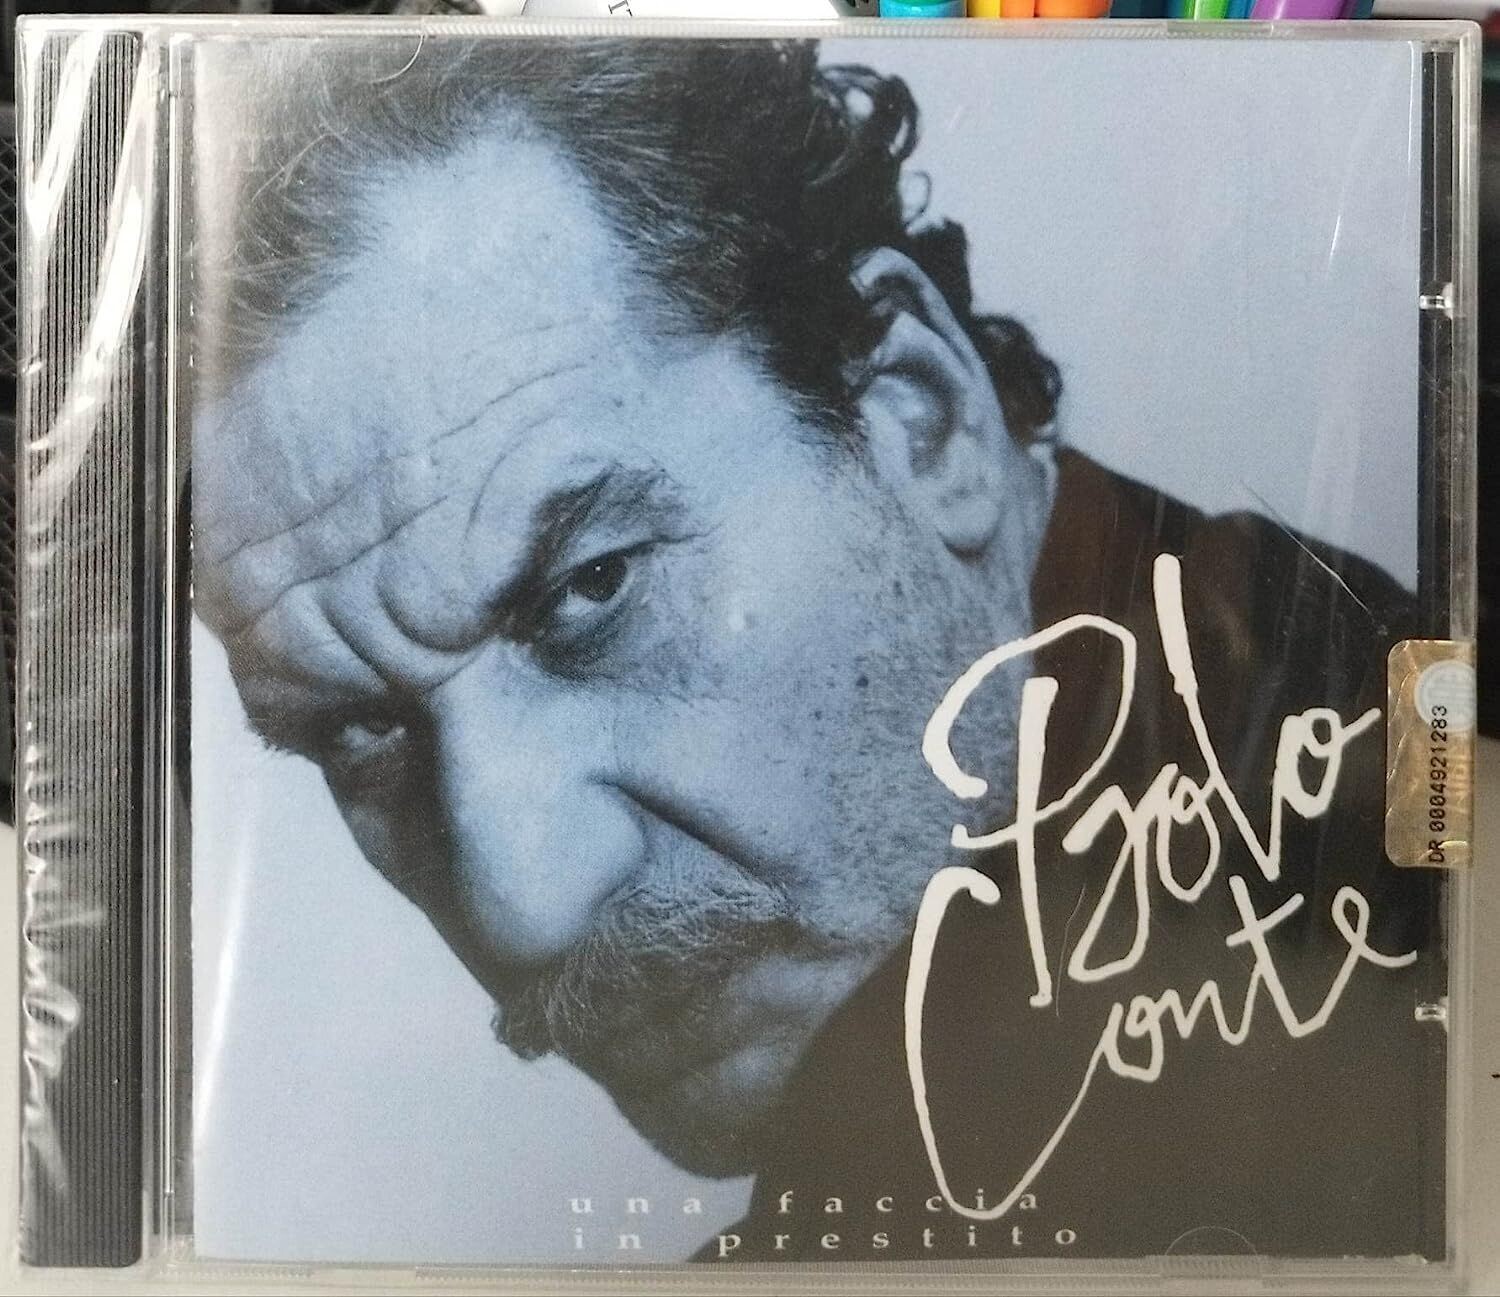 Paolo
Conte
una faccia
in prestito
DR 0004921283